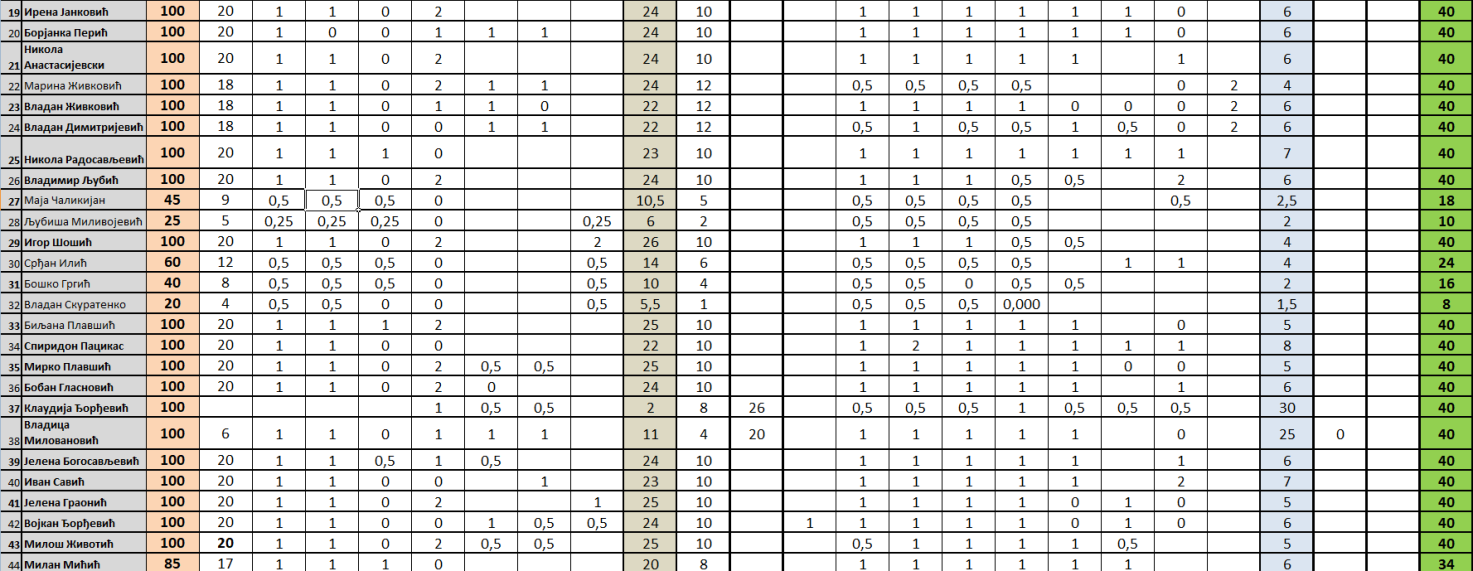 19 Ирена Јанковић 100 20 1 1 0 2 24 10 1 1 1 1 1 1 0 6 40
20 Борјанка Перић 100 20 1 0 0 1 1 1 24 10 1 1 1 1 1 1 0 6 40
Никола
21 Анастасијевски 100 20 1 1 0 2 24 10 1 1 1 1 1 1 6 40
22 Марина Живковић 100 18 1 1 0 2 1 1 24 12 0,5 0,5 0,5 0,5 0 2 4 40
23 Владан Живковић 100 18 1 1 0 1 1 0 22 12 1 1 1 1 0 0 0 2 6 40
24 Владан Димитријевић 100 18 1 1 0 0 1 1 22 12 0,5 1 0,5 0,5 1 0,5 0 2 6 40
25 Никола Радосављевић 100 20 1 1 1 0 23 10 1 1 1 1 1 1 1 7 40
26 Владимир Љубић 100 20 1 1 0 2 24 10 1 1 1 0,5 0,5 2 6 40
27 Маја Чаликијан 45 9 0,5 0,5 0,5 0 10,5 5 0,5 0,5 0,5 0,5 0,5 2,5 18
28 Љубиша Миливојевић 25 5 0,25 0,25 0,25 0 0,25 6 2 0,5 0,5 0,5 0,5 2 10
29 Игор Шошић 100 20 1 1 0 2 2 26 10 1 1 1 0,5 0,5 4 40
30 Срђан Илић 60 12 0,5 0,5 0,5 0 0,5 14 6 0,5 0,5 0,5 0,5 1 1 4 24
31 Бошко Гргић 40 8 0,5 0,5 0,5 0 0,5 10 4 0,5 0,5 0 0,5 0,5 2 16
32 Владан Скуратенко 20 4 0,5 0,5 0 0 0,5 5,5 1 0,5 0,5 0,5 0,000 1,5 8
33 Биљана Плавшић 100 20 1 1 1 2 25 10 1 1 1 1 1 0 5 40
34 Спиридон Пацикас 100 20 1 1 0 0 22 10 1 2 1 1 1 1 1 8 40
35 Мирко Плавшић 100 20 1 1 0 2 0,5 0,5 25 10 1 1 1 1 1 0 0 5 40
36 Бобан Гласновић 100 20 1 1 0 2 0 24 10 1 1 1 1 1 1 6 40
37 Клаудија Ђорђевић 100 1 0,5 0,5 2 8 26 0,5 0,5 0,5 1 0,5 0,5 0,5 30 40
Владица
38 Миловановић 100 6 1 1 0 1 1 1 11 4 20 1 1 1 1 1 0 25 0 40
39 Јелена Богосављевић 100 20 1 1 0,5 1 0,5 24 10 1 1 1 1 1 1 6 40
40 Иван Савић 100 20 1 1 0 0 1 23 10 1 1 1 1 1 2 7 40
41 Јелена Граонић 100 20 1 1 0 2 1 25 10 1 1 1 1 0 1 0 5 40
42 Војкан Ђорђевић 100 20 1 1 0 0 1 0,5 0,5 24 10 1 1 1 1 1 0 1 0 6 40
43 Милош Животић 100 20 1 1 0 2 0,5 0,5 25 10 0,5 1 1 1 1 0,5 5 40
44 Милан Мићић 85 17 1 1 1 0 20 8 1 1 1 1 1 1 6 34